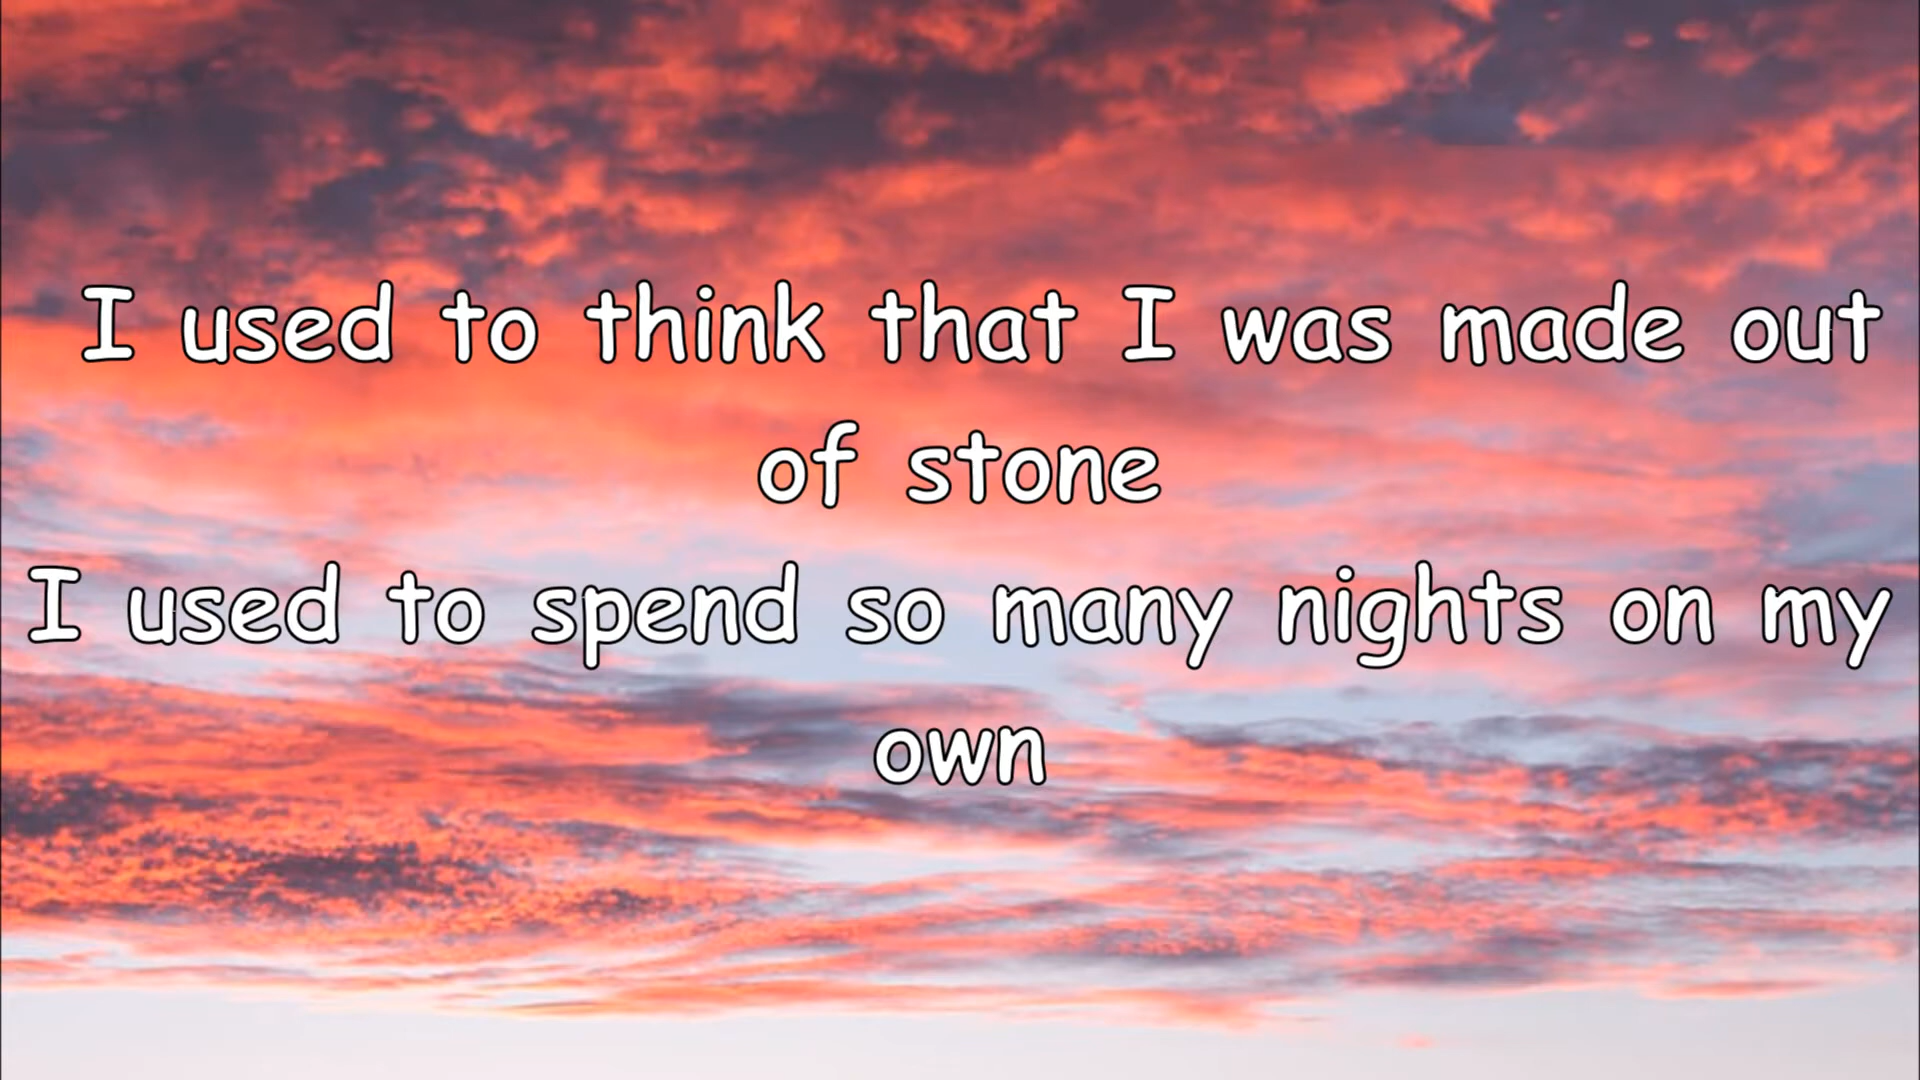 I used to think that I was made out
of stone
I used to spend so many nights on my
own